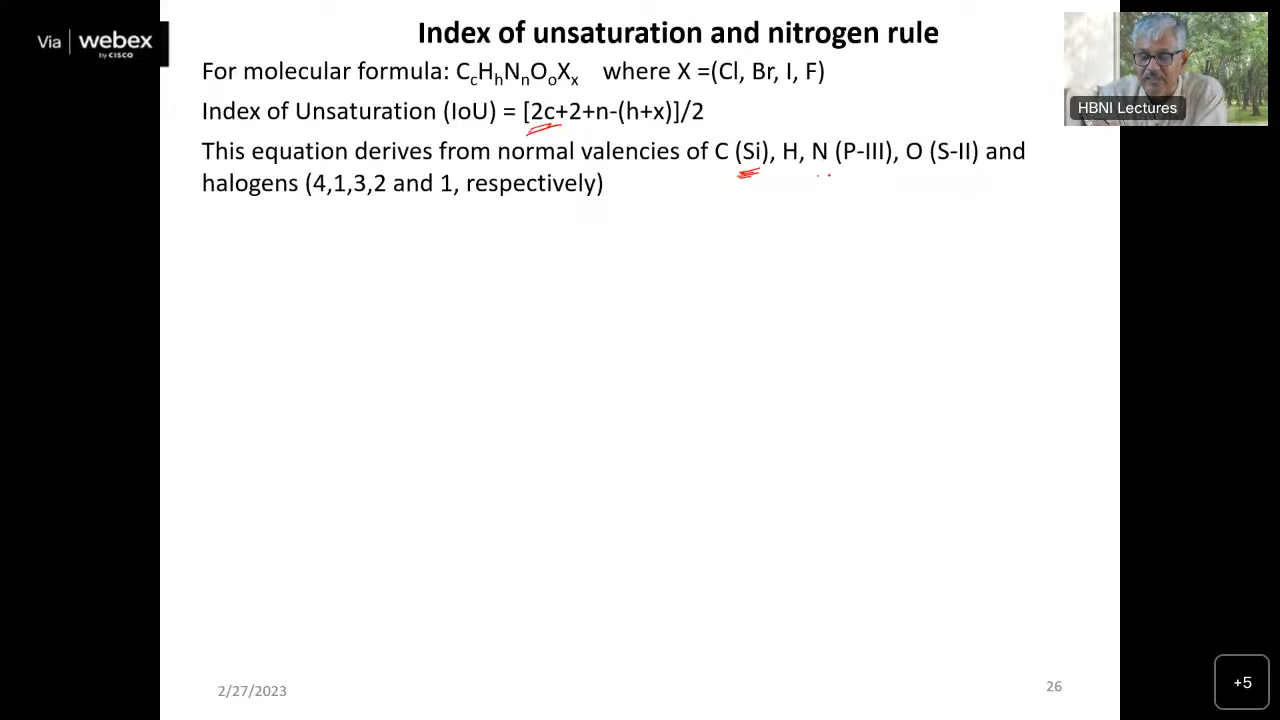 Via webex
by CISCO
Index of unsaturation and nitrogen rule
For molecular formula: CcHhNnOoXx where X =(Cl, Br, I, F)
Index of Unsaturation (IoU) = [2c+2+n-(h+x)]/2
This equation derives from normal valencies of C (Si), H, N (P-III), O (S-II) and
halogens (4,1,3,2 and 1, respectively)
HBNI Lectures
2/27/2023
26
+5